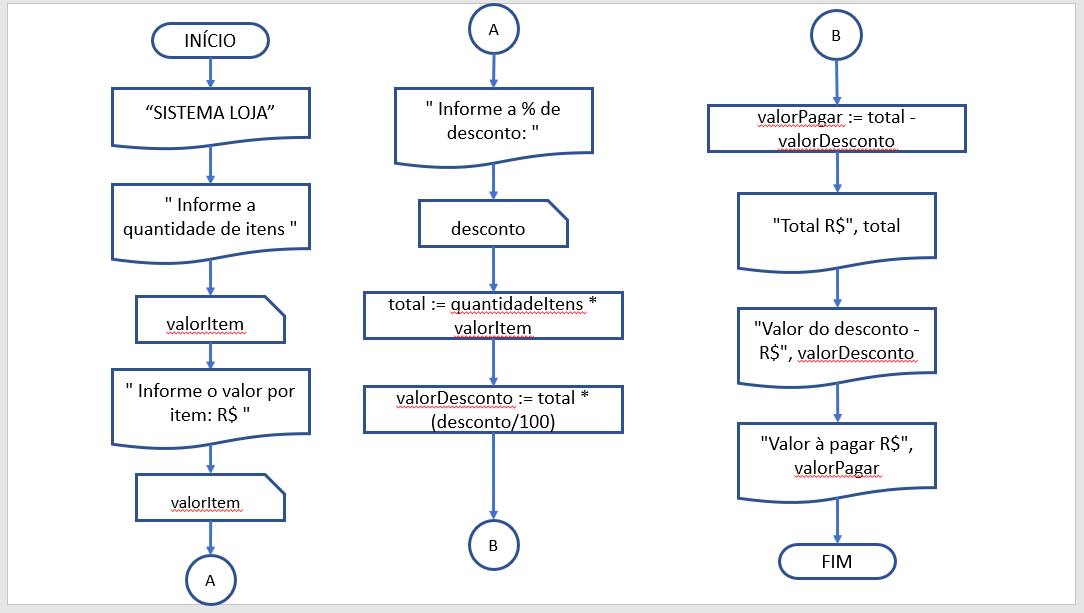 INÍCIO
“SISTEMA LOJA”
" Informe a
quantidade de itens "
valorItem
" Informe o valor por
item: R$ "
valorItem
A
A
" Informe a % de
desconto: "
desconto
total := quantidadeItens *
valorItem
valorDesconto := total *
(desconto/100)
B
B
valorPagar := total -
valorDesconto
"Total R$", total
"Valor do desconto -
R$", valorDesconto
"Valor à pagar R$",
valorPagar
FIM